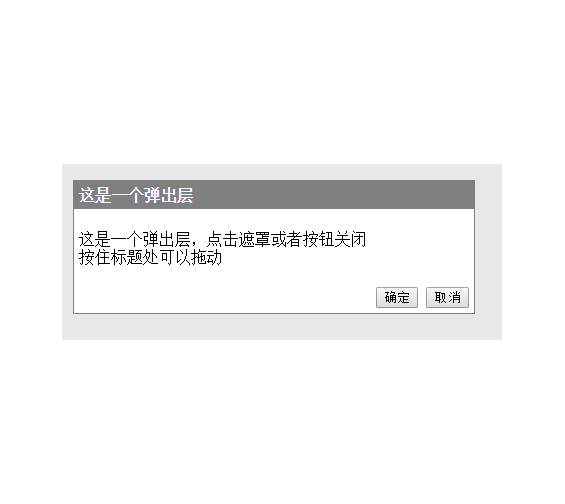 这是一个弹出层
这是一个弹出层，点击遮罩或者按钮关闭
按住标题处可以拖动
确定 取消